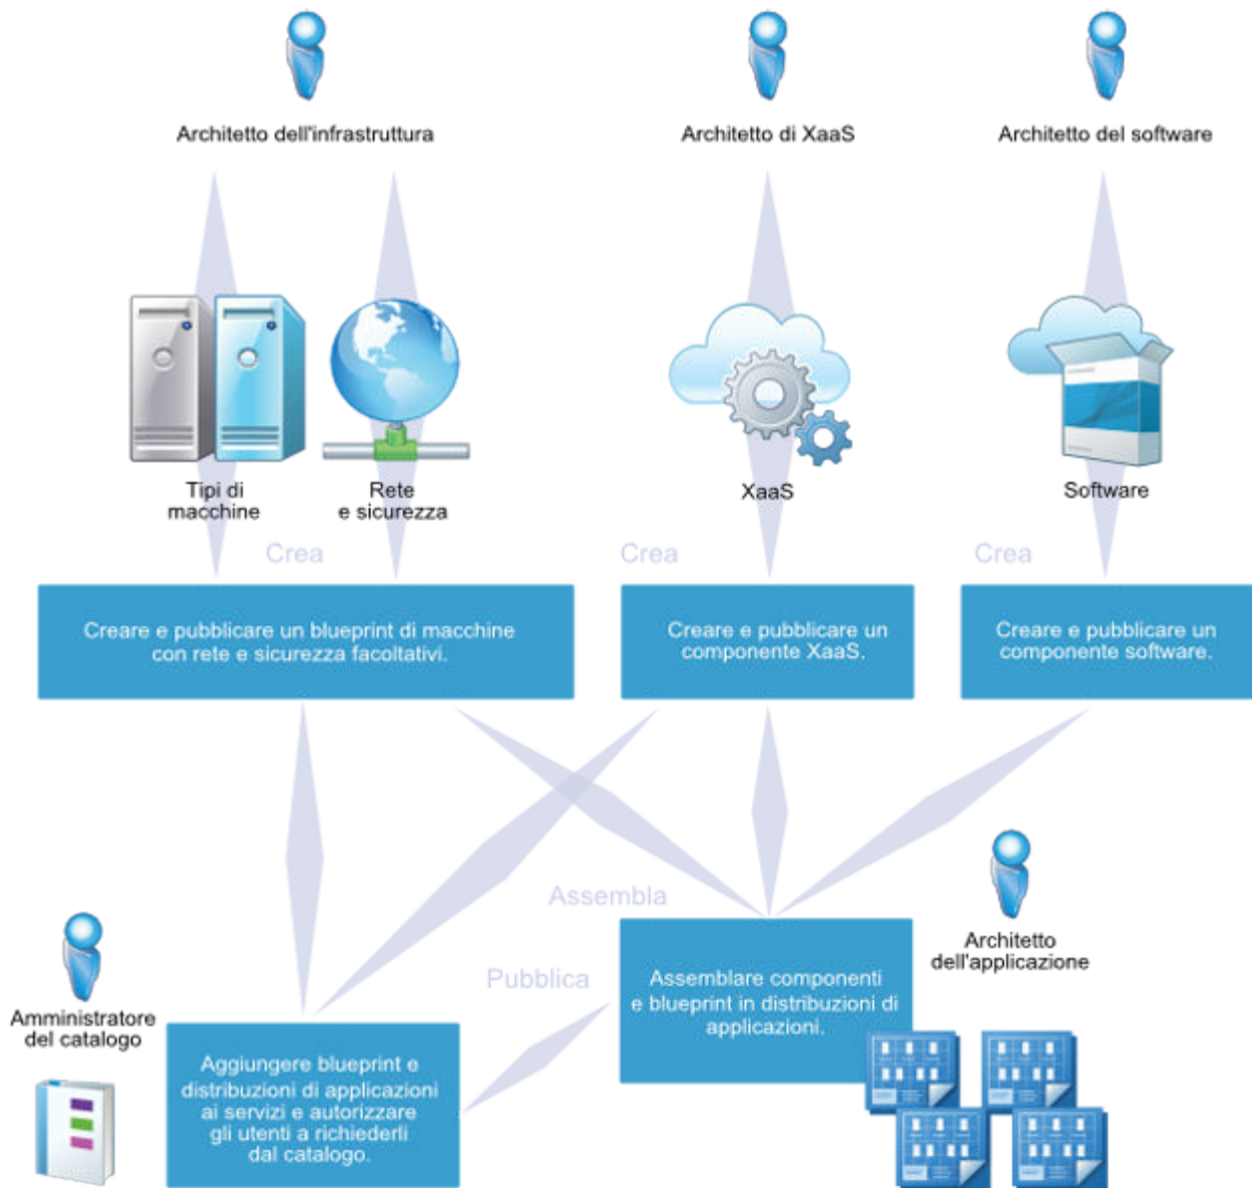 Architetto dell'infrastruttura
Architetto di XaaS
Architetto del software
Tipi di
macchine
Rete
e sicurezza
XaaS
Software
Crea
Crea
Crea
Creare e pubblicare un blueprint di macchine
con rete e sicurezza facoltativi.
Creare e pubblicare un
componente XaaS.
Creare e pubblicare un
componente software.
Assembla
Pubblica
Architetto
dell'applicazione
Assemblare componenti
e blueprint in distribuzioni di
applicazioni.
Amministratore
del catalogo
Aggiungere blueprint e
distribuzioni di applicazioni
ai servizi e autorizzare
gli utenti a richiederli
dal catalogo.